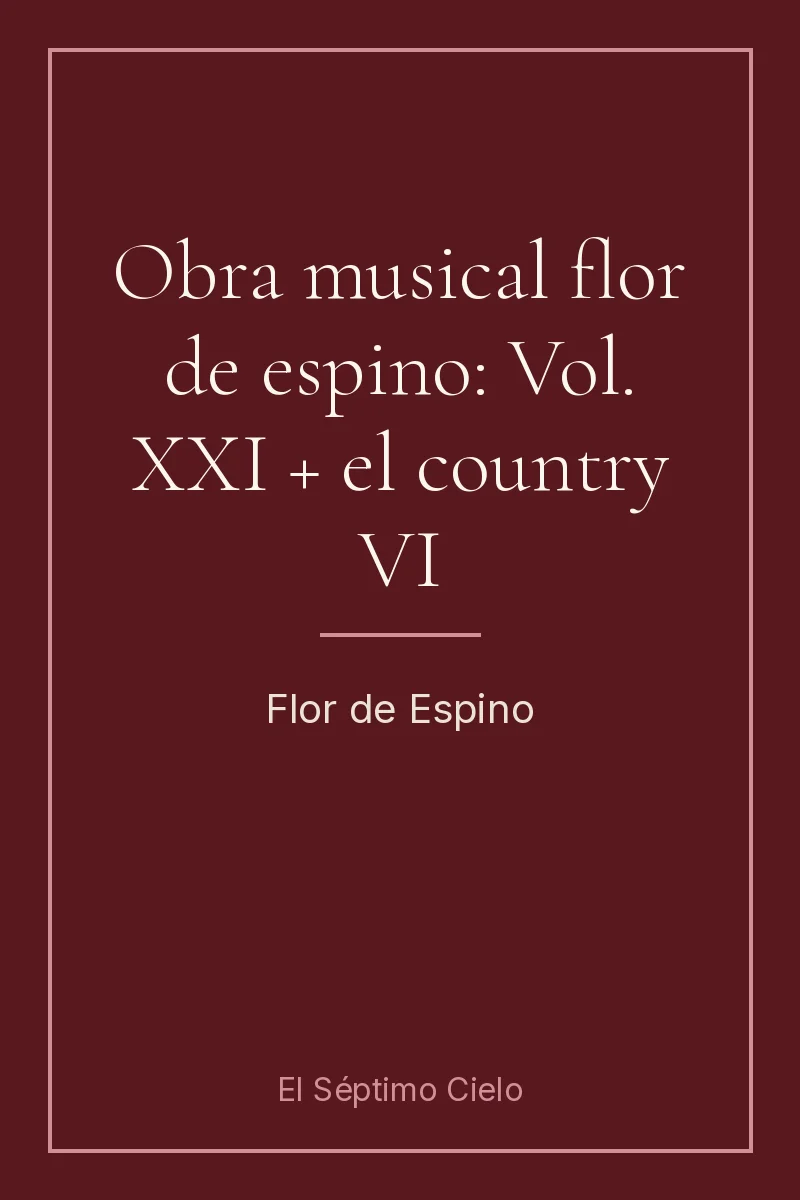 Obra musical flor
de espino: Vol.
XXI + el country
VI
Flor de Espino
El Séptimo Cielo